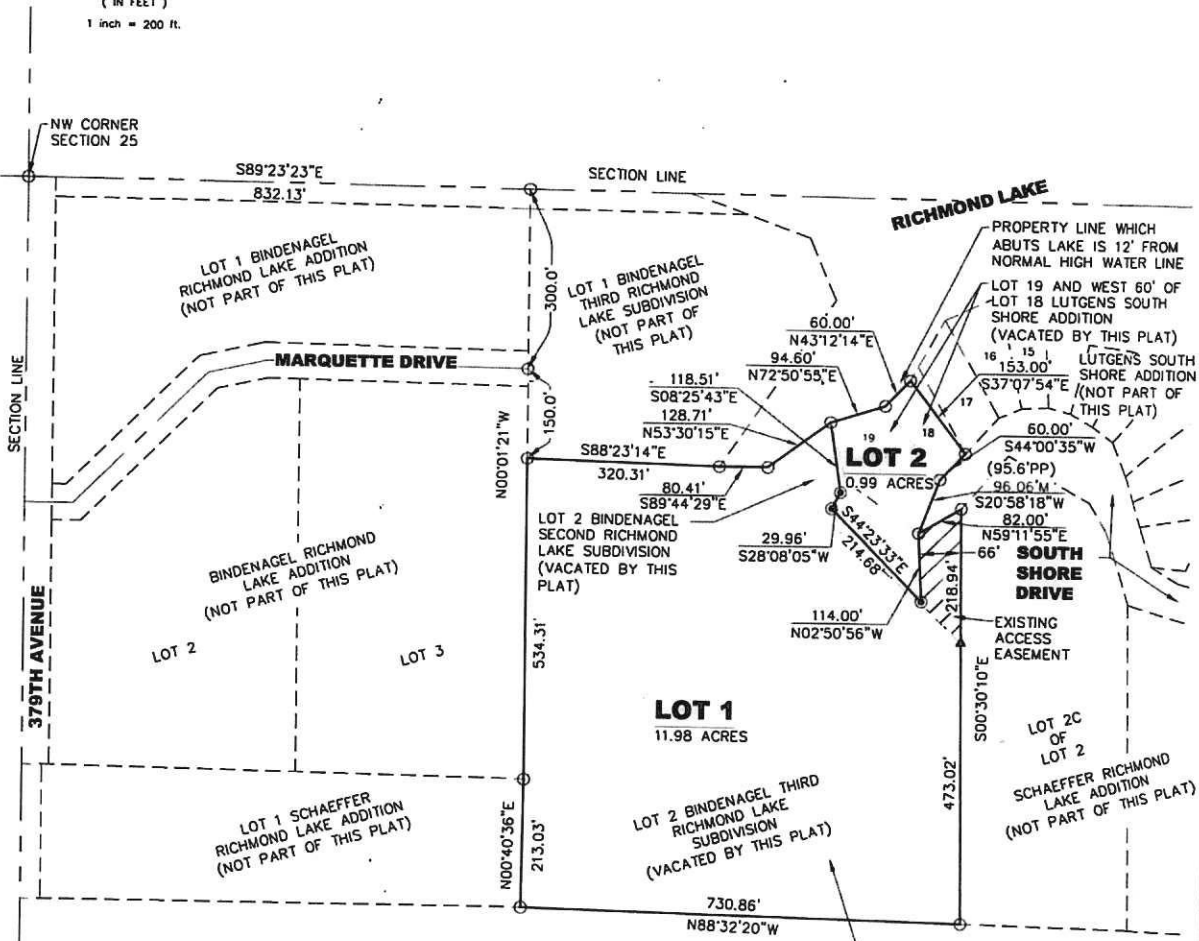 ( IN FEET )
1 inch = 200 ft.
NW CORNER
SECTION 25
S89°23'23"E
832.13'
SECTION LINE
RICHMOND LAKE
PROPERTY LINE WHICH
ABUTS LAKE IS 12' FROM
NORMAL HIGH WATER LINE
LOT 19 AND WEST 60' OF
LOT 18 LUTGENS SOUTH
SHORE ADDITION
(VACATED BY THIS PLAT)
LOT 1 BINDENAGEL
RICHMOND LAKE ADDITION
(NOT PART OF THIS PLAT)
LOT 1 BINDENAGEL
THIRD RICHMOND
LAKE SUBDIVISION
(NOT PART OF
THIS PLAT)
300.0'
60.00'
N43°12'14"E
94.60'
N72°50'55"E
16
15
153.00'
S37°07'54"E
17
LUTGENS SOUTH
SHORE ADDITION
(NOT PART OF
THIS PLAT)
MARQUETTE DRIVE
SECTION LINE
118.51'
S08°25'43"E
128.71'
N53°30'15"E
150.0'
N00°01'21"W
S88°23'14"E
320.31'
80.41'
S89°44'29"E
19
18
LOT 2
0.99 ACRES
60.00'
S44°00'35"W
(95.6'PP)
96.06'M
S20°58'18"W
82.00'
N59°11'55"E
66'
SOUTH
SHORE
DRIVE
LOT 2 BINDENAGEL
SECOND RICHMOND
LAKE SUBDIVISION
(VACATED BY THIS
PLAT)
29.96'
S28°08'05"W
S44°23'33"E
214.68'
114.00'
N02°50'56"W
218.94'
EXISTING
ACCESS
EASEMENT
BINDENAGEL RICHMOND
LAKE ADDITION
(NOT PART OF THIS PLAT)
LOT 2
LOT 3
534.31'
379TH AVENUE
LOT 1
11.98 ACRES
S00°30'10"E
473.02'
LOT 2C
OF
LOT 2
SCHAEFFER RICHMOND
LAKE ADDITION
(NOT PART OF THIS PLAT)
LOT 1 SCHAEFFER
RICHMOND LAKE ADDITION
(NOT PART OF THIS PLAT)
N00°40'36"E
213.03'
LOT 2 BINDENAGEL THIRD
RICHMOND LAKE
SUBDIVISION
(VACATED BY THIS PLAT)
730.86'
N88°32'20"W